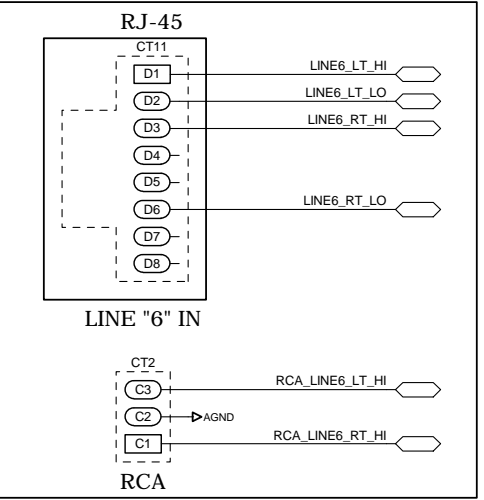 RJ-45
CT11
D1 LINE6_LT_HI
D2 LINE6_LT_LO
D3 LINE6_RT_HI
D4
D5
D6 LINE6_RT_LO
D7
D8
LINE "6" IN
CT2
C3 RCA_LINE6_LT_HI
C2 AGND
C1 RCA_LINE6_RT_HI
RCA